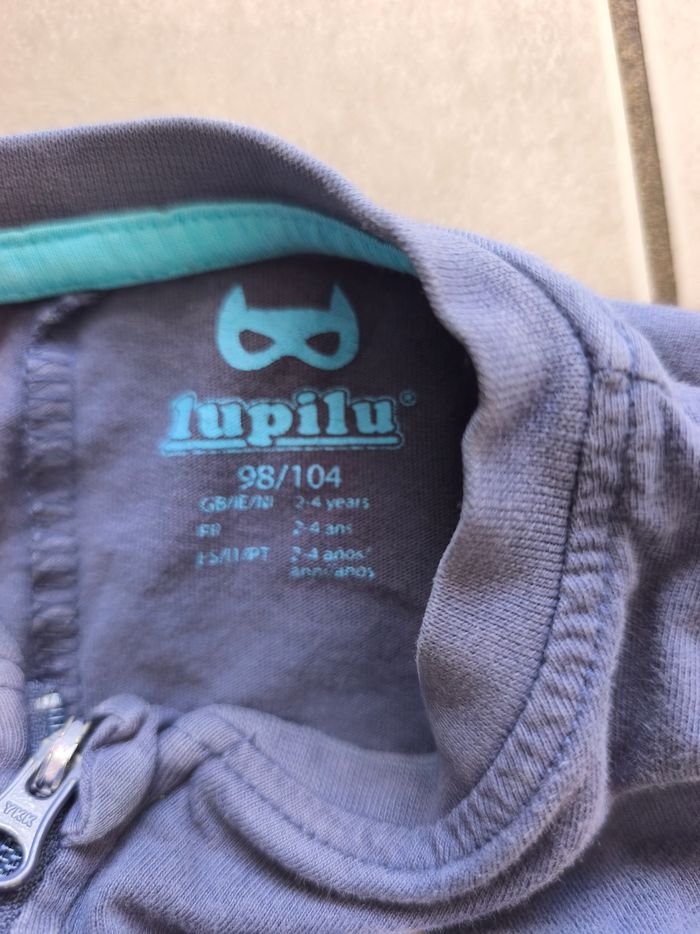 lupilu®
98/104
GB/IE/NI 2-4 years
FR 2-4 ans
ES/IT/PT 2-4 años/
anni/anos
YKK